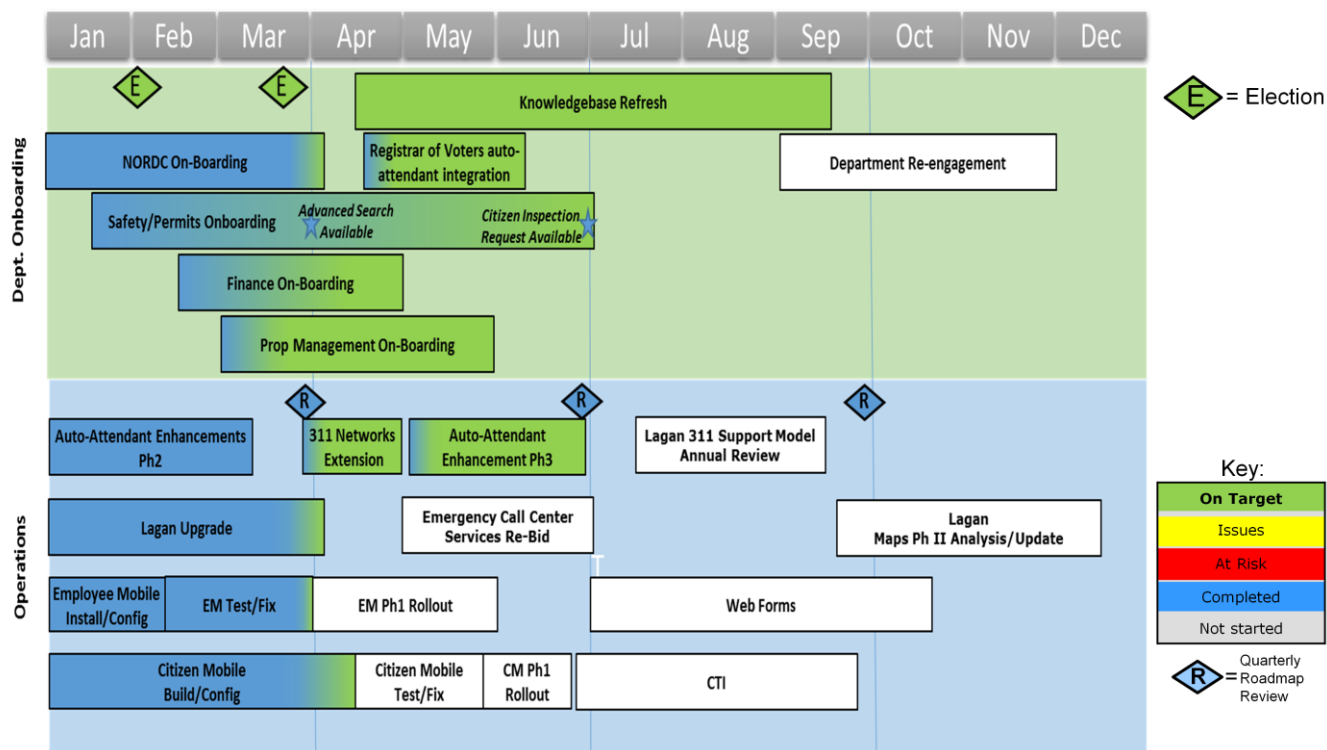 Jan Feb Mar Apr May Jun Jul Aug Sep Oct Nov Dec
E
E
E = Election
Dept. Onboarding
Knowledgebase Refresh
NORDC On-Boarding
Registrar of Voters auto-
attendant integration
Department Re-engagement
Safety/Permits Onboarding
Advanced Search
Available
Citizen Inspection
Request Available
Finance On-Boarding
Prop Management On-Boarding
Operations
R
R
R
Auto-Attendant Enhancements
Ph2
311 Networks
Extension
Auto-Attendant
Enhancement Ph3
Lagan 311 Support Model
Annual Review
Lagan Upgrade
Emergency Call Center
Services Re-Bid
Lagan
Maps Ph II Analysis/Update
T
Employee Mobile
Install/Config
EM Test/Fix
EM Ph1 Rollout
Web Forms
Citizen Mobile
Build/Config
Citizen Mobile
Test/Fix
CM Ph1
Rollout
CTI
Key:
On Target
Issues
At Risk
Completed
Not started
R = Quarterly
Roadmap
Review